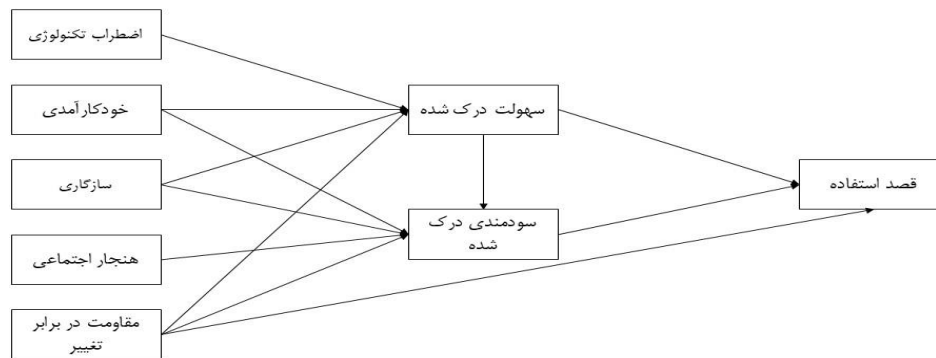 اضطراب تکنولوژی
خودکارآمدی
سازگاری
هنجار اجتماعی
مقاومت در برابر
تغییر
سهولت درک شده
سودمندی درک
شده
قصد استفاده